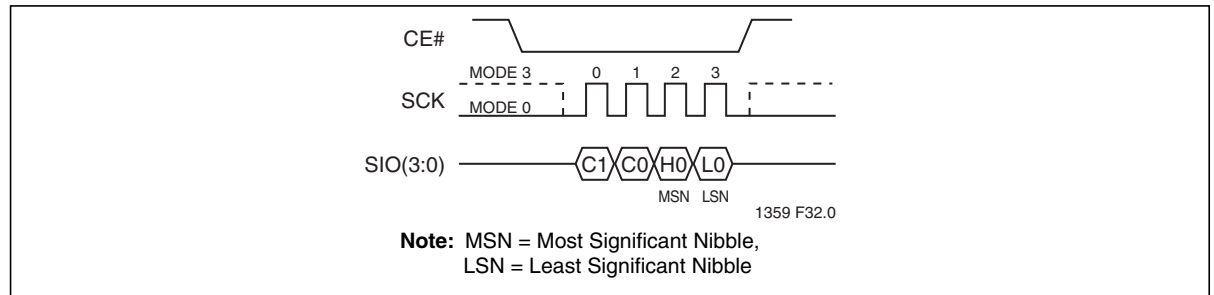 CE#
MODE 3 0 1 2 3
SCK MODE 0
SIO(3:0) C1 C0 H0 L0
MSN LSN
1359 F32.0
Note: MSN = Most Significant Nibble,
LSN = Least Significant Nibble